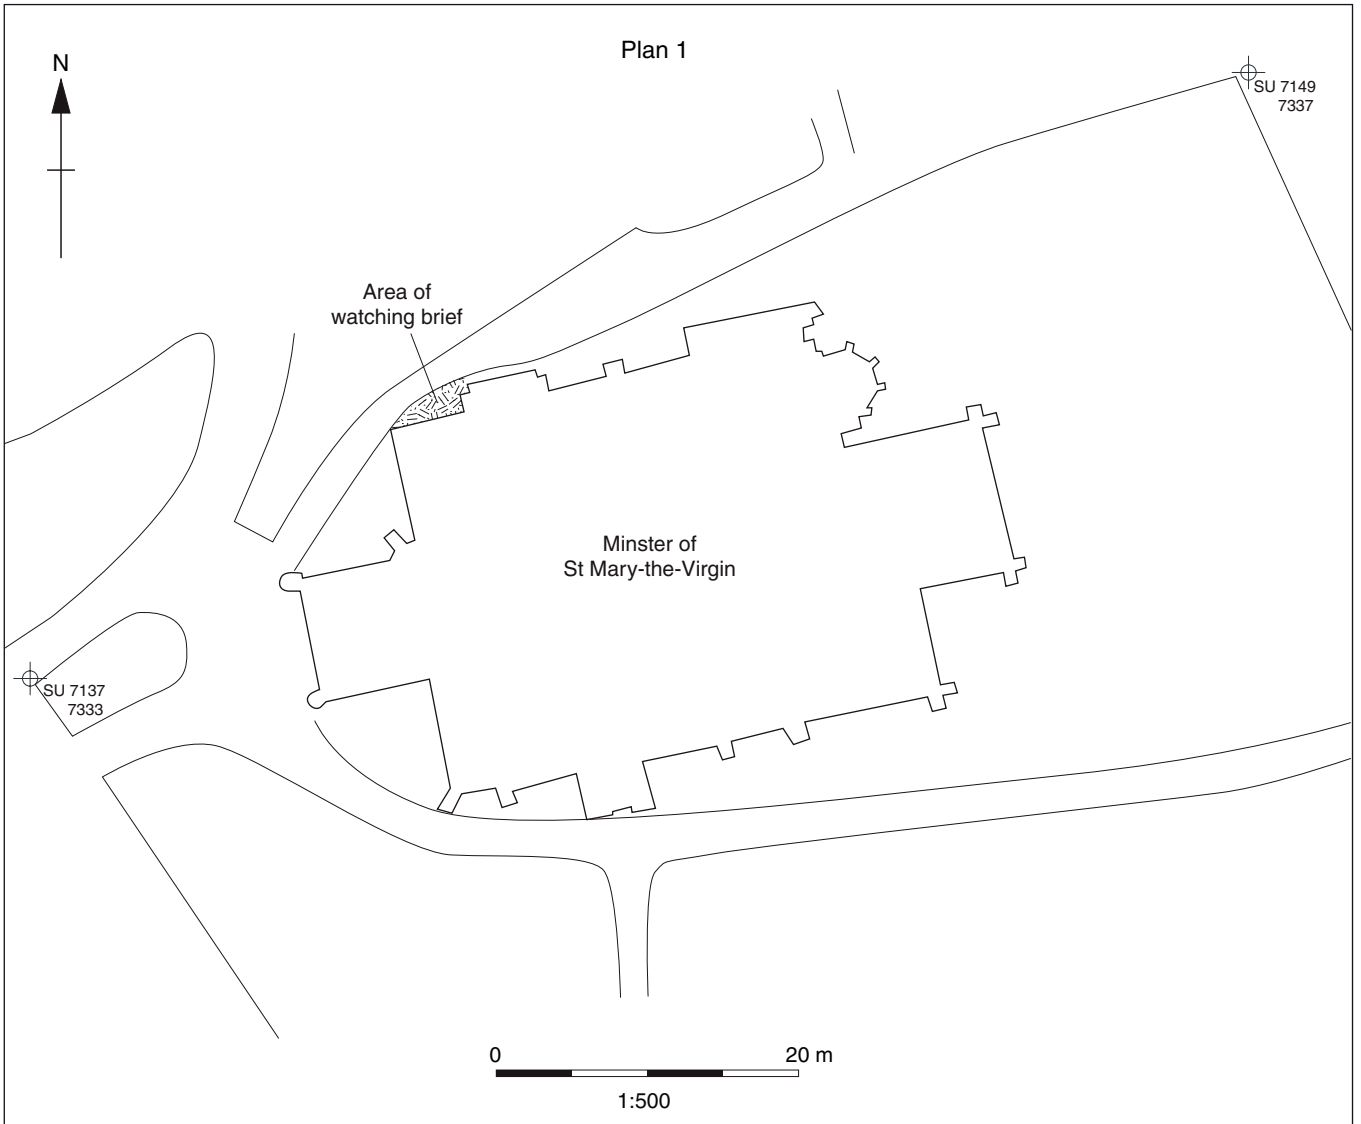 Plan 1
N
SU 7149
7337
Area of
watching brief
Minster of
St Mary-the-Virgin
SU 7137
7333
0 20 m
1:500